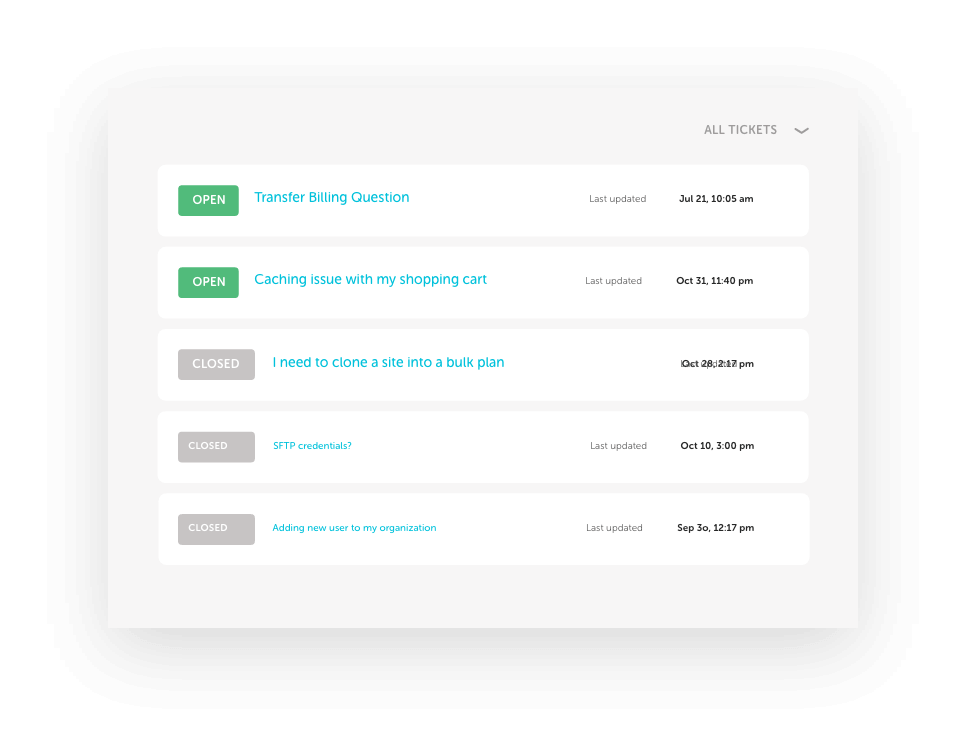 ALL TICKETS
OPEN Transfer Billing Question Last updated Jul 21, 10:05 am
OPEN Caching issue with my shopping cart Last updated Oct 31, 11:40 pm
CLOSED I need to clone a site into a bulk plan Last updated Oct 28, 2:17 pm
CLOSED SFTP credentials? Last updated Oct 10, 3:00 pm
CLOSED Adding new user to my organization Last updated Sep 3o, 12:17 pm